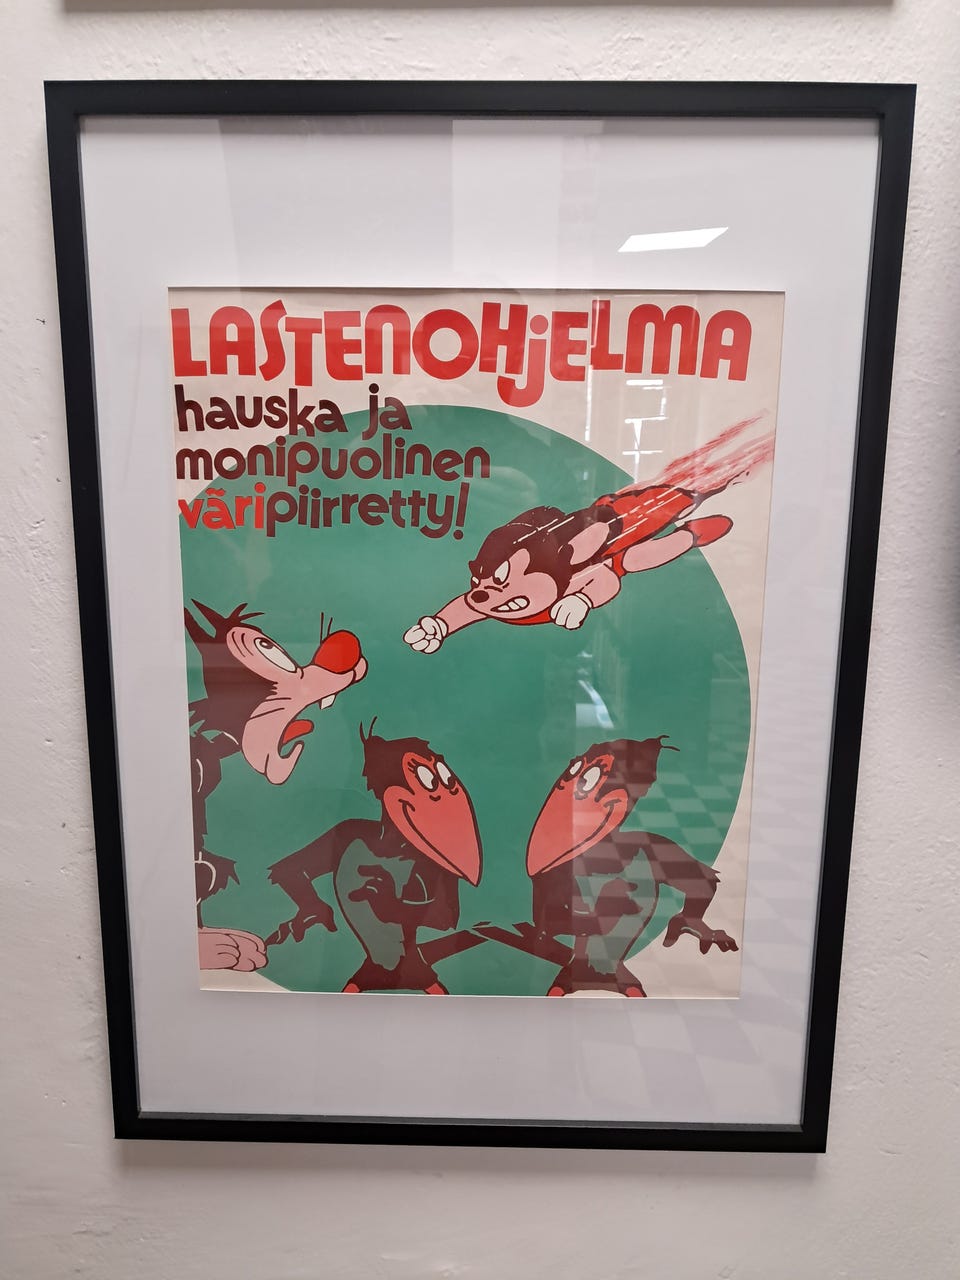 LASTENOHjELMA
hauska ja
monipuolinen
väripiirretty!